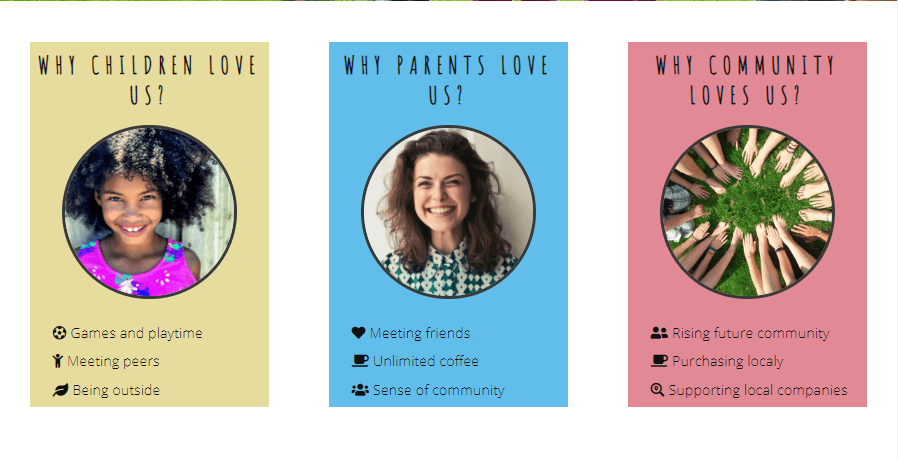 WHY CHILDREN LOVE
US?
Games and playtime
Meeting peers
Being outside
WHY PARENTS LOVE
US?
Meeting friends
Unlimited coffee
Sense of community
WHY COMMUNITY
LOVES US?
Rising future community
Purchasing localy
Supporting local companies